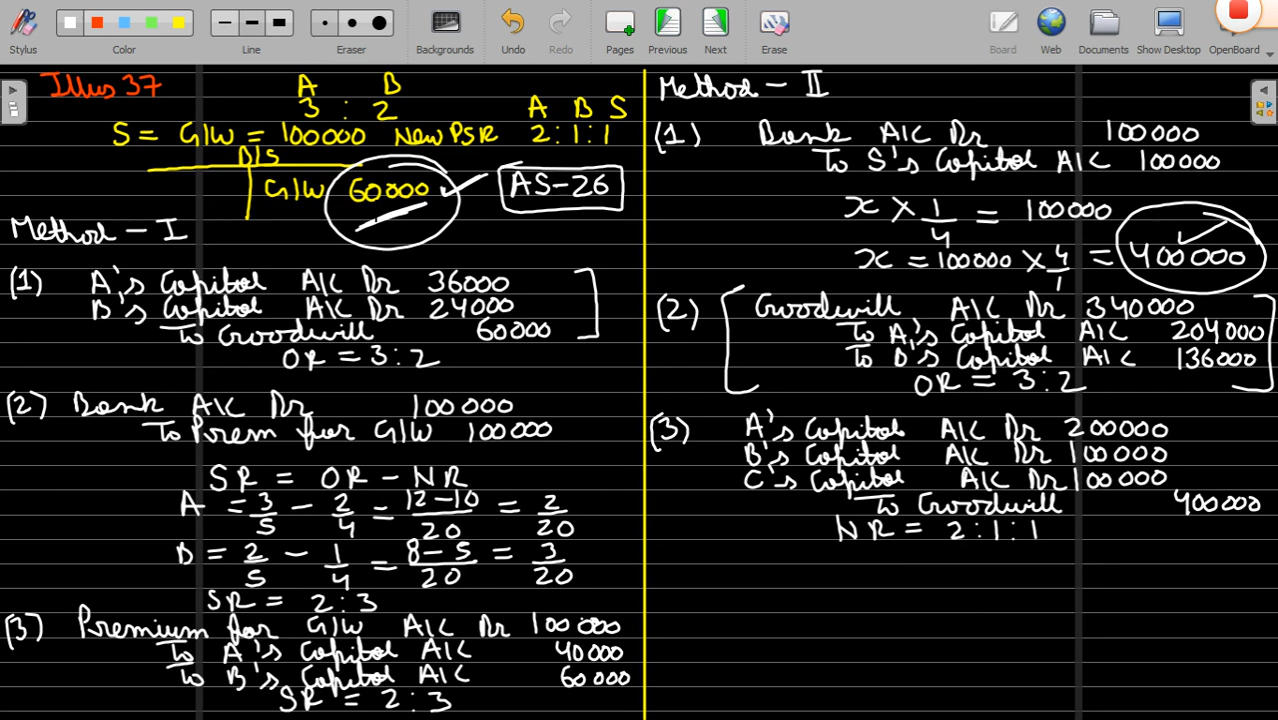 Stylus Color Line Eraser Backgrounds Undo Redo Pages Previous Next Erase Board Web Documents Show Desktop OpenBoard
Illus 37
A B
3 : 2
A B S
S = G/W = 100000 New PSR 2:1:1
B/S
G/W 60000
AS-26
Method - I
(1) A's Capital A/C Dr 36000
B's Capital A/C Dr 24000
To Goodwill 60000
OR = 3:2
(2) Bank A/C Dr 100000
To Prem for G/W 100000
SR = OR - NR
A = 3/5 - 2/4 = 12-10/20 = 2/20
B = 2/5 - 1/4 = 8-5/20 = 3/20
SR = 2:3
(3) Premium for G/W A/C Dr 100000
To A's Capital A/C 40000
To B's Capital A/C 60000
SR = 2:3
Method - II
(1) Bank A/C Dr 100000
To S's Capital A/C 100000
x × 1/4 = 100000
x = 100000 × 4/1 = 400000
(2) Goodwill A/C Dr 340000
To A's Capital A/C 204000
To B's Capital A/C 136000
OR = 3:2
(3) A's Capital A/C Dr 200000
B's Capital A/C Dr 100000
C's Capital A/C Dr 100000
To Goodwill 400000
NR = 2:1:1